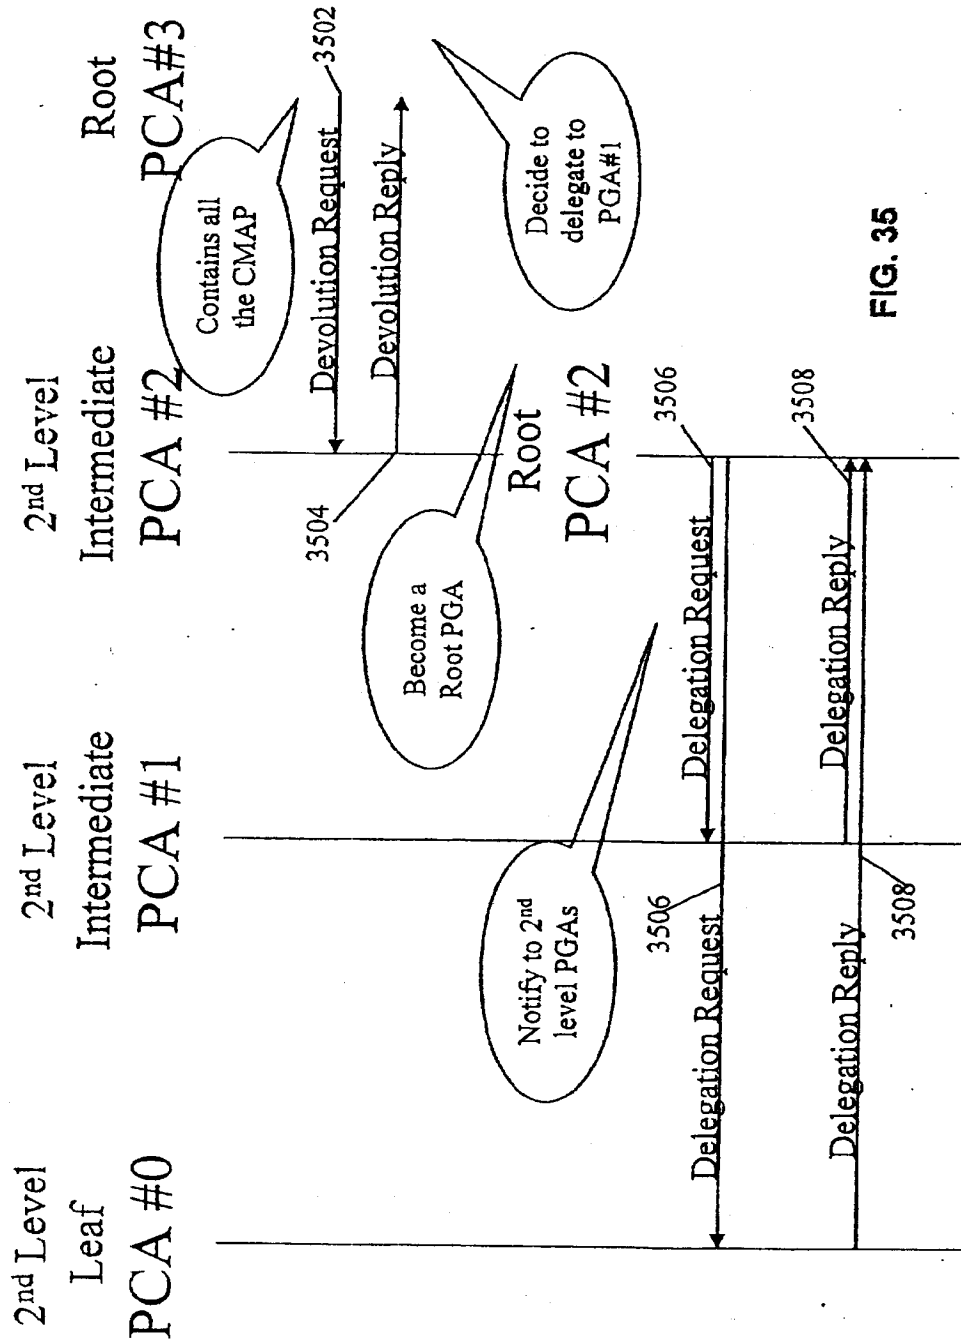 2nd Level
Leaf
PCA #0
2nd Level
Intermediate
PCA #1
2nd Level
Intermediate
PCA #2
Root
PCA#3
Contains all
the CMAP
Devolution Request
3502
Devolution Reply
3504
Decide to
delegate to
PGA#1
Become a
Root PGA
Root
PCA #2
Notify to 2nd
level PGAs
Delegation Request
3506
Delegation Request
3506
Delegation Reply
3508
Delegation Reply
3508
FIG. 35